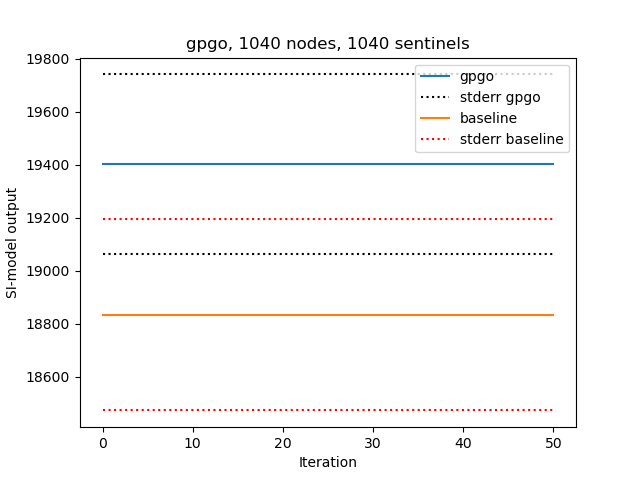 gpgo, 1040 nodes, 1040 sentinels
19800
19600
19400
19200
19000
18800
18600
SI-model output
gpgo
stderr gpgo
baseline
stderr baseline
0 10 20 30 40 50
Iteration